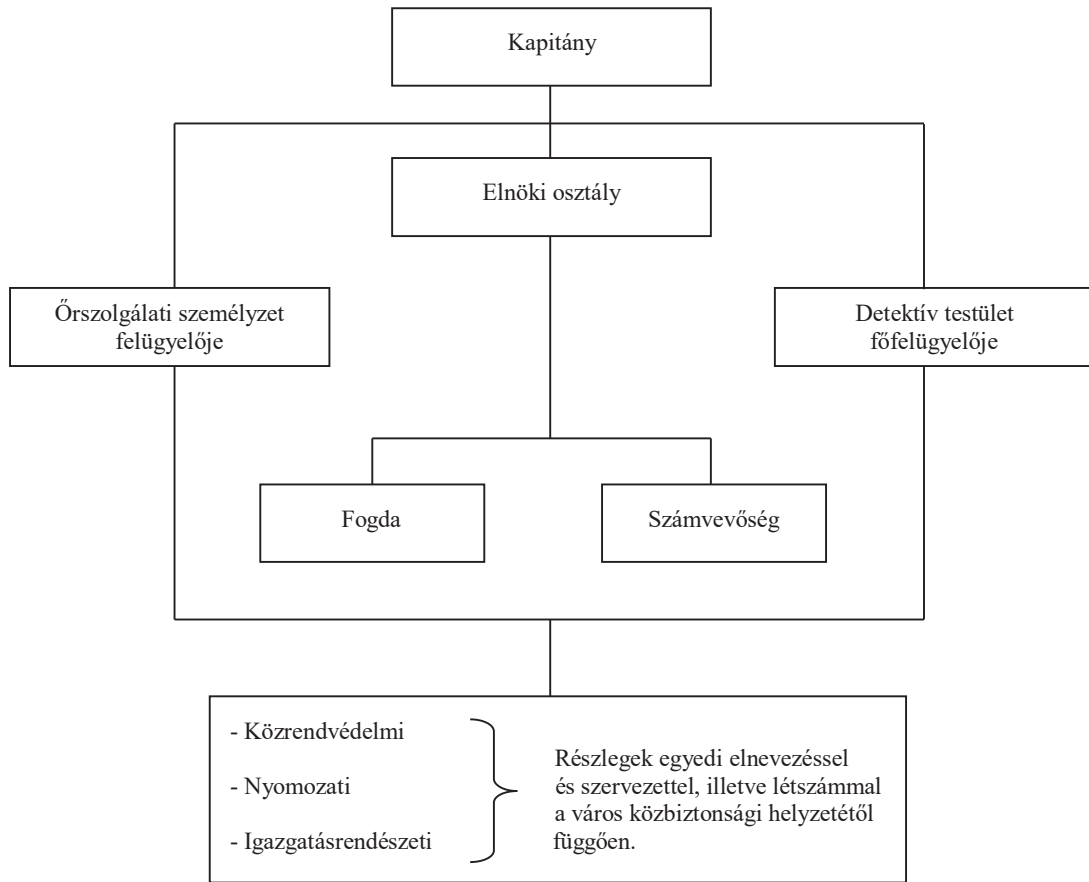 Kapitány
Elnöki osztály
Őrszolgálati személyzet
felügyelője
Detektív testület
főfelügyelője
Fogda
Számvevőség
- Közrendvédelmi
- Nyomozati
- Igazgatásrendészeti
Részlegek egyedi elnevezéssel
és szervezettel, illetve létszámmal
a város közbiztonsági helyzetétől
függően.